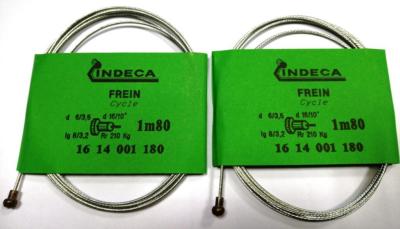 INDECA
FREIN
Cycle
d 6/3,5 d 16/10°
lg 8/3,2 Rr 210 Kg 1m80
16 14 001 180
INDECA
FREIN
Cycle
d 6/3,5 d 16/10°
lg 8/3,2 Rr 210 Kg 1m80
16 14 001 180